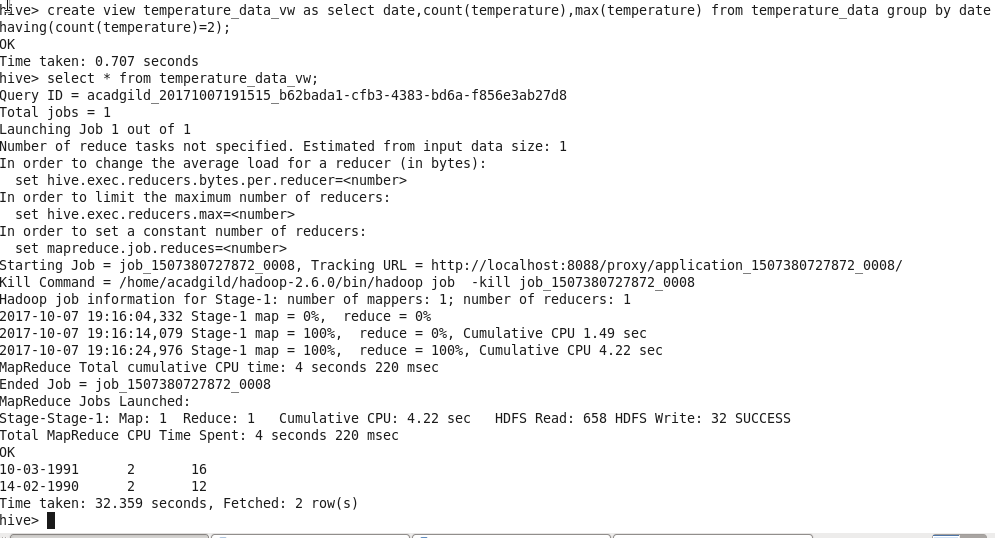 hive> create view temperature_data_vw as select date,count(temperature),max(temperature) from temperature_data group by date
having(count(temperature)=2);
OK
Time taken: 0.707 seconds
hive> select * from temperature_data_vw;
Query ID = acadgild_20171007191515_b62bada1-cfb3-4383-bd6a-f856e3ab27d8
Total jobs = 1
Launching Job 1 out of 1
Number of reduce tasks not specified. Estimated from input data size: 1
In order to change the average load for a reducer (in bytes):
  set hive.exec.reducers.bytes.per.reducer=<number>
In order to limit the maximum number of reducers:
  set hive.exec.reducers.max=<number>
In order to set a constant number of reducers:
  set mapreduce.job.reduces=<number>
Starting Job = job_1507380727872_0008, Tracking URL = http://localhost:8088/proxy/application_1507380727872_0008/
Kill Command = /home/acadgild/hadoop-2.6.0/bin/hadoop job  -kill job_1507380727872_0008
Hadoop job information for Stage-1: number of mappers: 1; number of reducers: 1
2017-10-07 19:16:04,332 Stage-1 map = 0%,  reduce = 0%
2017-10-07 19:16:14,079 Stage-1 map = 100%,  reduce = 0%, Cumulative CPU 1.49 sec
2017-10-07 19:16:24,976 Stage-1 map = 100%,  reduce = 100%, Cumulative CPU 4.22 sec
MapReduce Total cumulative CPU time: 4 seconds 220 msec
Ended Job = job_1507380727872_0008
MapReduce Jobs Launched:
Stage-Stage-1: Map: 1  Reduce: 1   Cumulative CPU: 4.22 sec   HDFS Read: 658 HDFS Write: 32 SUCCESS
Total MapReduce CPU Time Spent: 4 seconds 220 msec
OK
10-03-1991      2       16
14-02-1990      2       12
Time taken: 32.359 seconds, Fetched: 2 row(s)
hive>